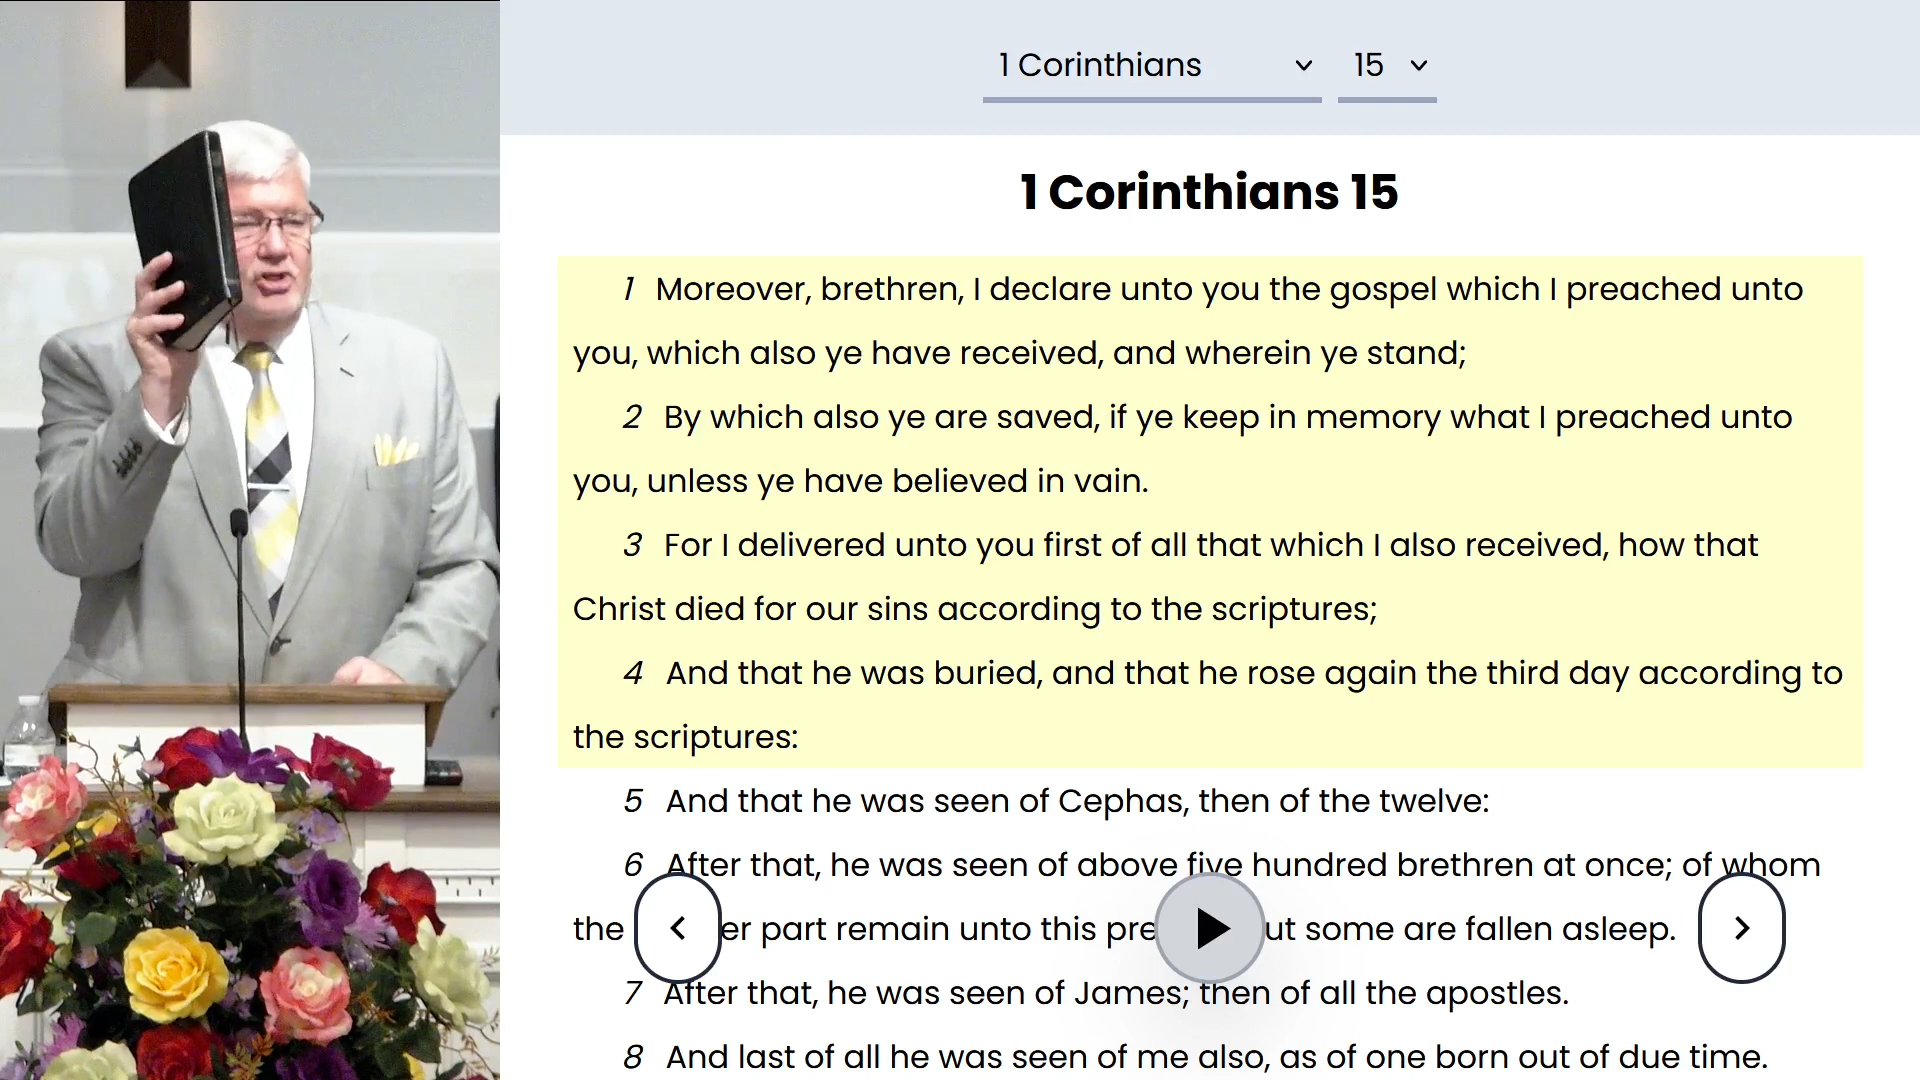 1 Corinthians 15
1 Corinthians 15
1 Moreover, brethren, I declare unto you the gospel which I preached unto
you, which also ye have received, and wherein ye stand;
2 By which also ye are saved, if ye keep in memory what I preached unto
you, unless ye have believed in vain.
3 For I delivered unto you first of all that which I also received, how that
Christ died for our sins according to the scriptures;
4 And that he was buried, and that he rose again the third day according to
the scriptures:
5 And that he was seen of Cephas, then of the twelve:
6 After that, he was seen of above five hundred brethren at once; of whom
the er part remain unto this pre ut some are fallen asleep.
7 After that, he was seen of James; then of all the apostles.
8 And last of all he was seen of me also, as of one born out of due time.